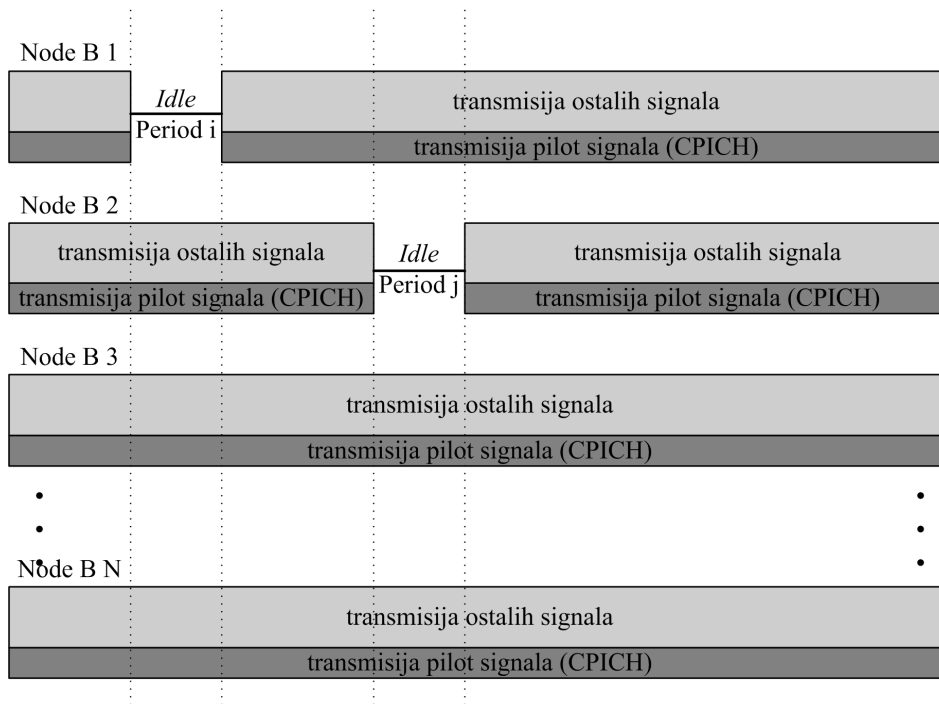 Node B 1
Idle
Period i
transmisija ostalih signala
transmisija pilot signala (CPICH)
Node B 2
transmisija ostalih signala
Idle
transmisija ostalih signala
transmisija pilot signala (CPICH)
Period j
transmisija pilot signala (CPICH)
Node B 3
transmisija ostalih signala
transmisija pilot signala (CPICH)
Node B N
transmisija ostalih signala
transmisija pilot signala (CPICH)